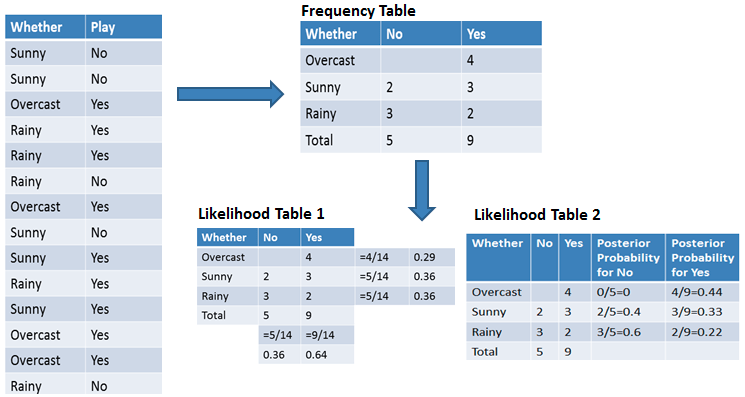 Whether Play
Sunny No
Sunny No
Overcast Yes
Rainy Yes
Rainy Yes
Rainy No
Overcast Yes
Sunny No
Sunny Yes
Rainy Yes
Sunny Yes
Overcast Yes
Overcast Yes
Rainy No
Frequency Table
Whether No Yes
Overcast 4
Sunny 2 3
Rainy 3 2
Total 5 9
Likelihood Table 1
Whether No Yes
Overcast 4 =4/14 0.29
Sunny 2 3 =5/14 0.36
Rainy 3 2 =5/14 0.36
Total 5 9
=5/14 =9/14
0.36 0.64
Likelihood Table 2
Whether No Yes Posterior Posterior
Probability Probability
for No for Yes
Overcast 4 0/5=0 4/9=0.44
Sunny 2 3 2/5=0.4 3/9=0.33
Rainy 3 2 3/5=0.6 2/9=0.22
Total 5 9